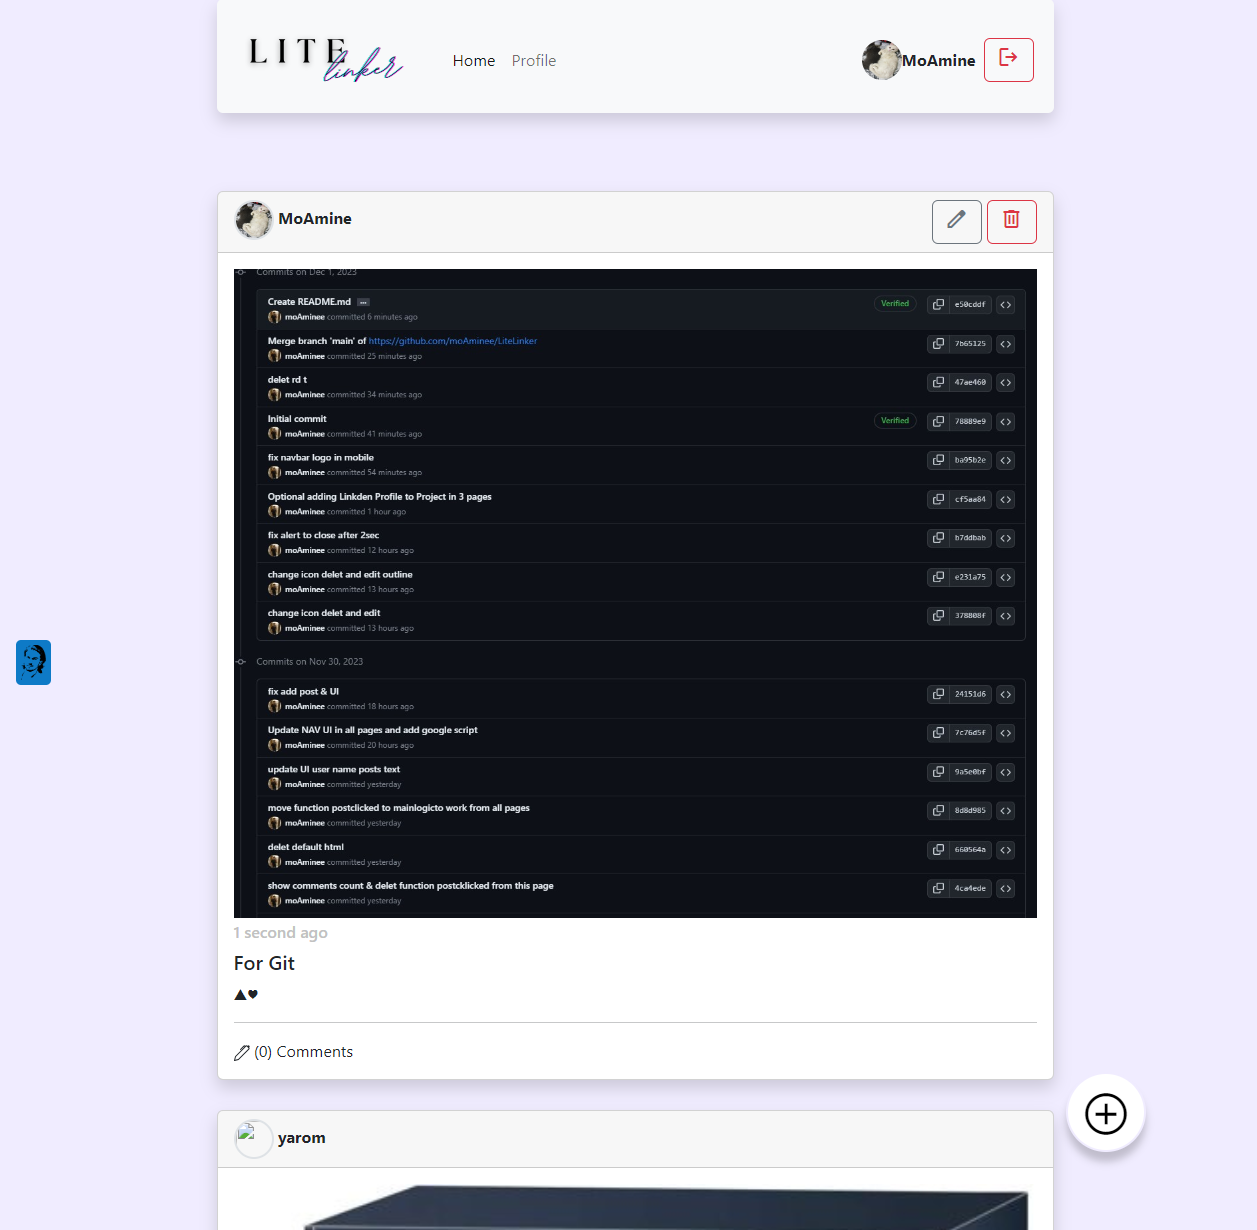 LITE
linker
Home Profile
MoAmine
MoAmine
Commits on Dec 1, 2023
Create README.md
Verified
e50cddf
moAminee committed 6 minutes ago
Merge branch 'main' of https://github.com/moAminee/LiteLinker
7b65125
moAminee committed 25 minutes ago
delet rd t
47ae460
moAminee committed 34 minutes ago
Initial commit
Verified
78889e9
moAminee committed 41 minutes ago
fix navbar logo in mobile
ba95b2e
moAminee committed 54 minutes ago
Optional adding Linkden Profile to Project in 3 pages
cf5aa84
moAminee committed 1 hour ago
fix alert to close after 2sec
b7ddbab
moAminee committed 12 hours ago
change icon delet and edit outline
e231a75
moAminee committed 13 hours ago
change icon delet and edit
378808f
moAminee committed 13 hours ago
Commits on Nov 30, 2023
fix add post & UI
24151d6
moAminee committed 18 hours ago
Update NAV UI in all pages and add google script
7c76d5f
moAminee committed 20 hours ago
update UI user name posts text
9a5e0bf
moAminee committed yesterday
move function postclicked to mainlogicto work from all pages
8d8d985
moAminee committed yesterday
delet default html
660564a
moAminee committed yesterday
show comments count & delet function postcklicked from this page
4ca4ede
moAminee committed yesterday
1 second ago
For Git
▲♥
(0) Comments
yarom